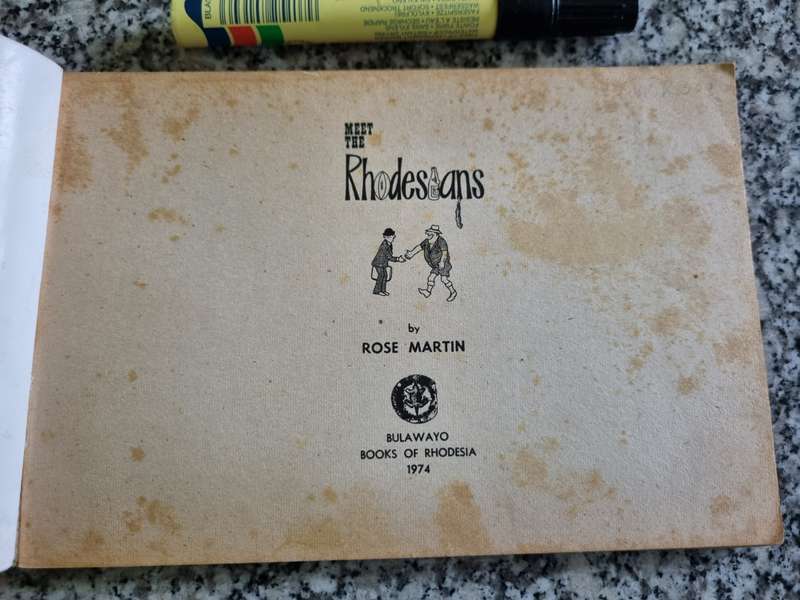 MEET
THE
Rhodesians
by
ROSE MARTIN
BULAWAYO
BOOKS OF RHODESIA
1974